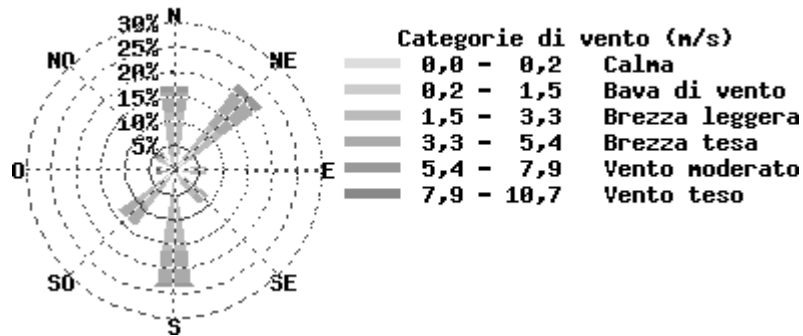 N
30%
25%
20%
15%
10%
5%
NO
NE
O
E
SO
SE
S
Categorie di vento (m/s)
0,0 - 0,2 Calma
0,2 - 1,5 Bava di vento
1,5 - 3,3 Brezza leggera
3,3 - 5,4 Brezza tesa
5,4 - 7,9 Vento moderato
7,9 - 10,7 Vento teso